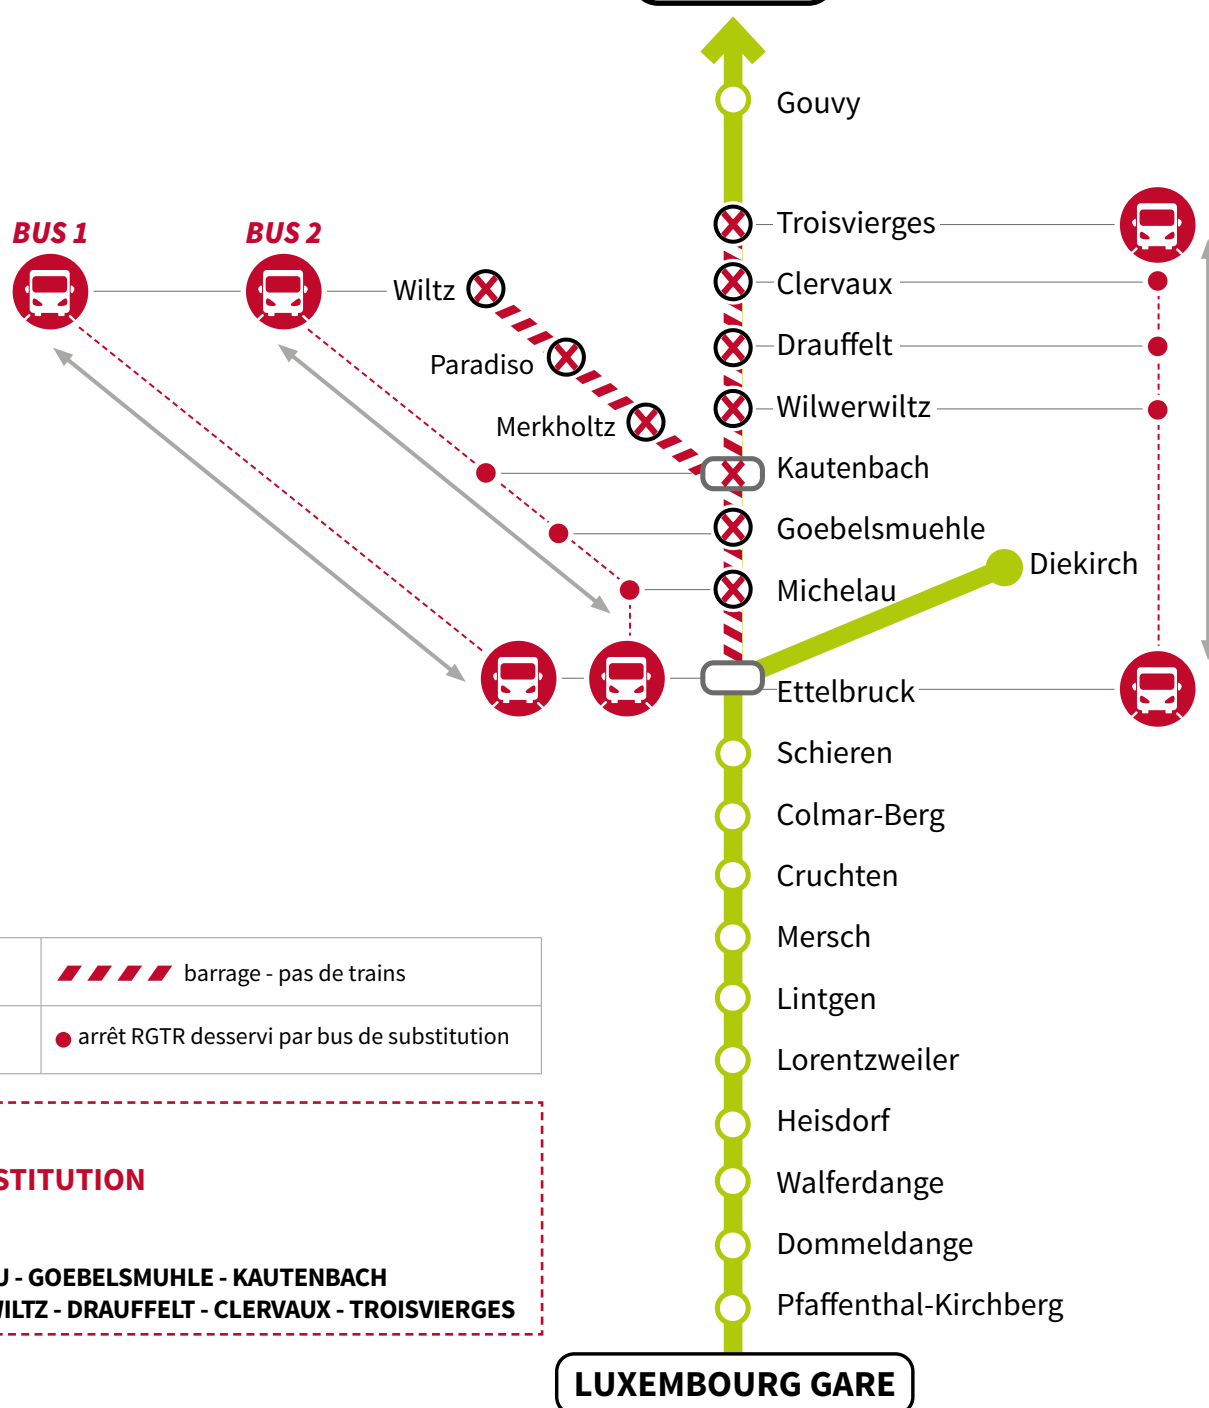 Gouvy
BUS 1
BUS 2
Troisvierges
Wiltz
Clervaux
Drauffelt
Paradiso
Wilwerwiltz
Merkholtz
Kautenbach
Goebelsmuehle
Diekirch
Michelau
Ettelbruck
Schieren
Colmar-Berg
Cruchten
Mersch
Lintgen
Lorentzweiler
Heisdorf
Walferdange
Dommeldange
Pfaffenthal-Kirchberg
LUXEMBOURG GARE
barrage - pas de trains
arrêt RGTR desservi par bus de substitution
STITUTION
U - GOEBELSMUHLE - KAUTENBACH
WILTZ - DRAUFFELT - CLERVAUX - TROISVIERGES